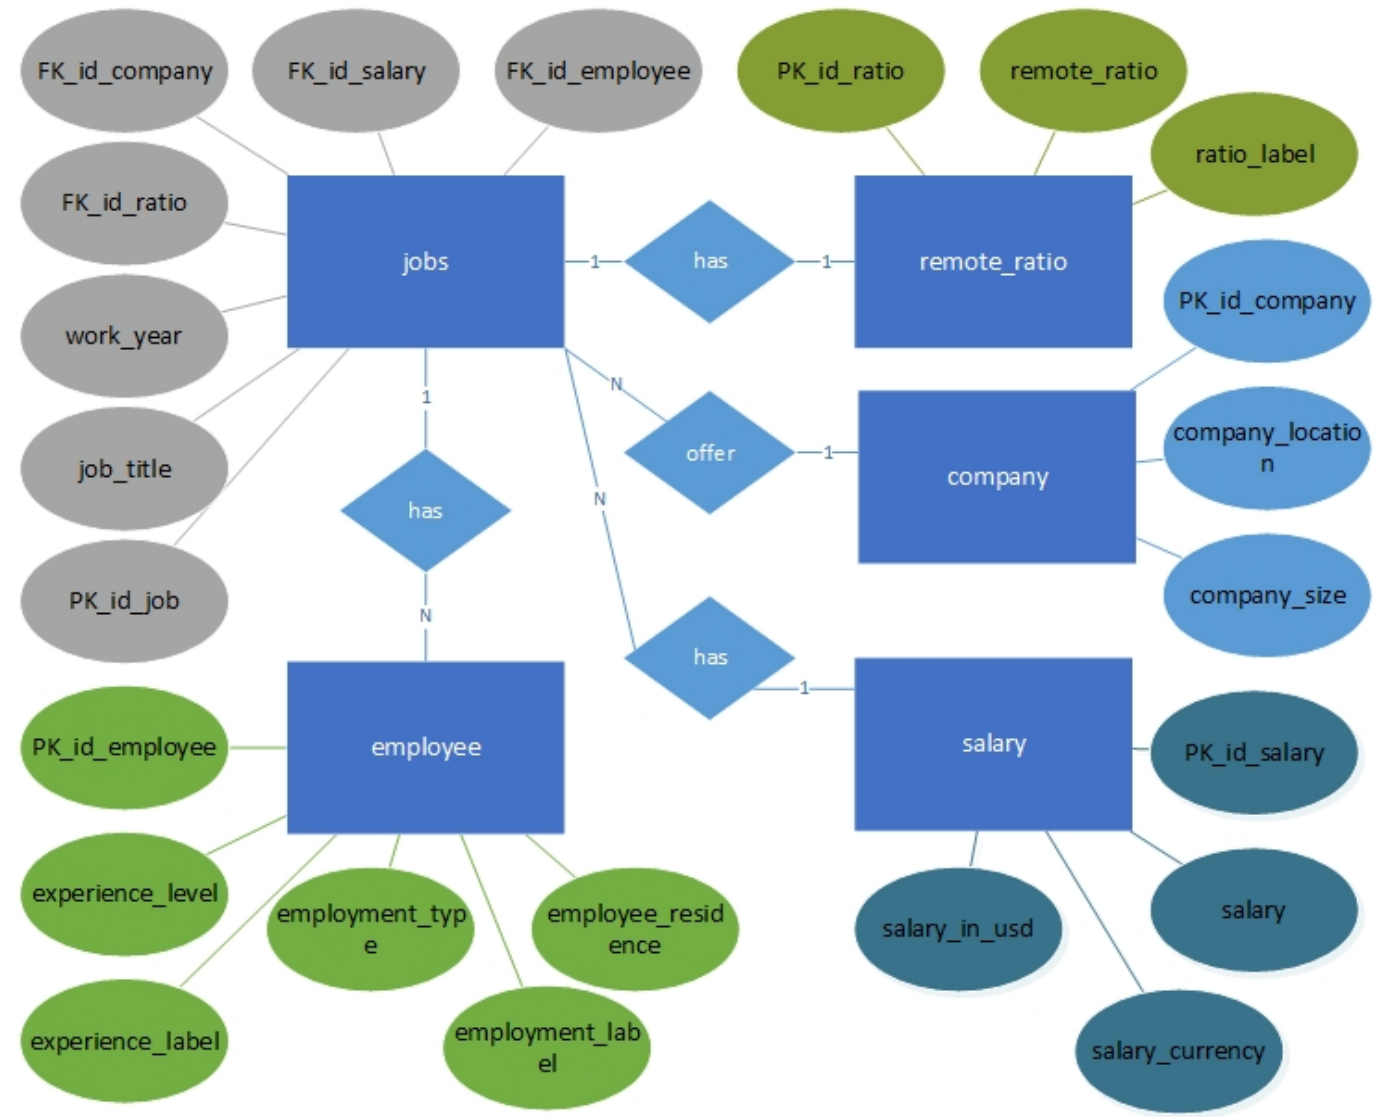 FK_id_company
FK_id_salary
FK_id_employee
PK_id_ratio
remote_ratio
ratio_label
FK_id_ratio
jobs
1
has
1
remote_ratio
PK_id_company
work_year
N
1
offer
1
company
company_locatio
n
job_title
N
has
company_size
PK_id_job
N
has
1
PK_id_employee
employee
salary
PK_id_salary
experience_level
employment_typ
e
employee_resid
ence
salary_in_usd
salary
experience_label
employment_lab
el
salary_currency